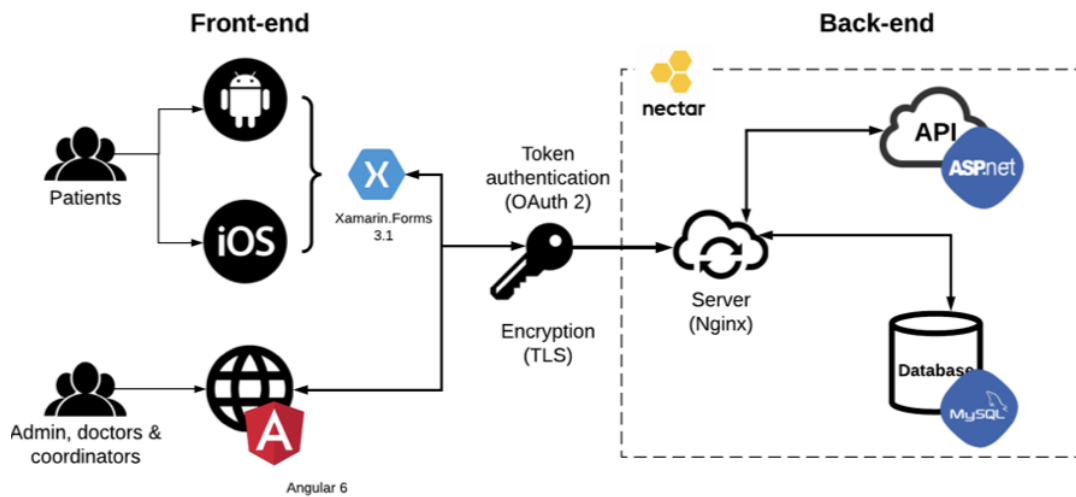 Front-end
Back-end
nectar
Patients
iOS
Xamarin.Forms
3.1
Token
authentication
(OAuth 2)
Encryption
(TLS)
Server
(Nginx)
API
ASP.net
Database
MySQL
Admin, doctors &
coordinators
A
Angular 6